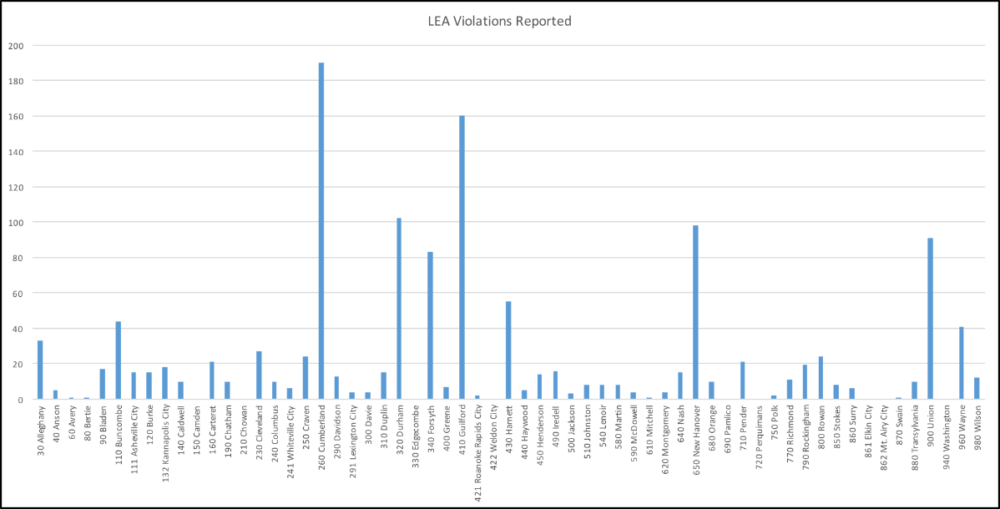 LEA Violations Reported
200
180
160
140
120
100
80
60
40
20
0
30 Alleghany
40 Anson
60 Avery
80 Bertie
90 Bladen
110 Buncombe
111 Asheville City
120 Burke
132 Kannapolis City
140 Caldwell
150 Camden
160 Carteret
190 Chatham
210 Chowan
230 Cleveland
240 Columbus
241 Whiteville City
250 Craven
260 Cumberland
290 Davidson
291 Lexington City
300 Davie
310 Duplin
320 Durham
330 Edgecombe
340 Forsyth
400 Greene
410 Guilford
421 Roanoke Rapids City
422 Weldon City
430 Harnett
440 Haywood
450 Henderson
490 Iredell
500 Jackson
510 Johnston
540 Lenoir
580 Martin
590 McDowell
610 Mitchell
620 Montgomery
640 Nash
650 New Hanover
680 Orange
690 Pamlico
710 Pender
720 Perquimans
750 Polk
770 Richmond
790 Rockingham
800 Rowan
850 Stokes
860 Surry
861 Elkin City
862 Mt. Airy City
870 Swain
880 Transylvania
900 Union
940 Washington
960 Wayne
980 Wilson